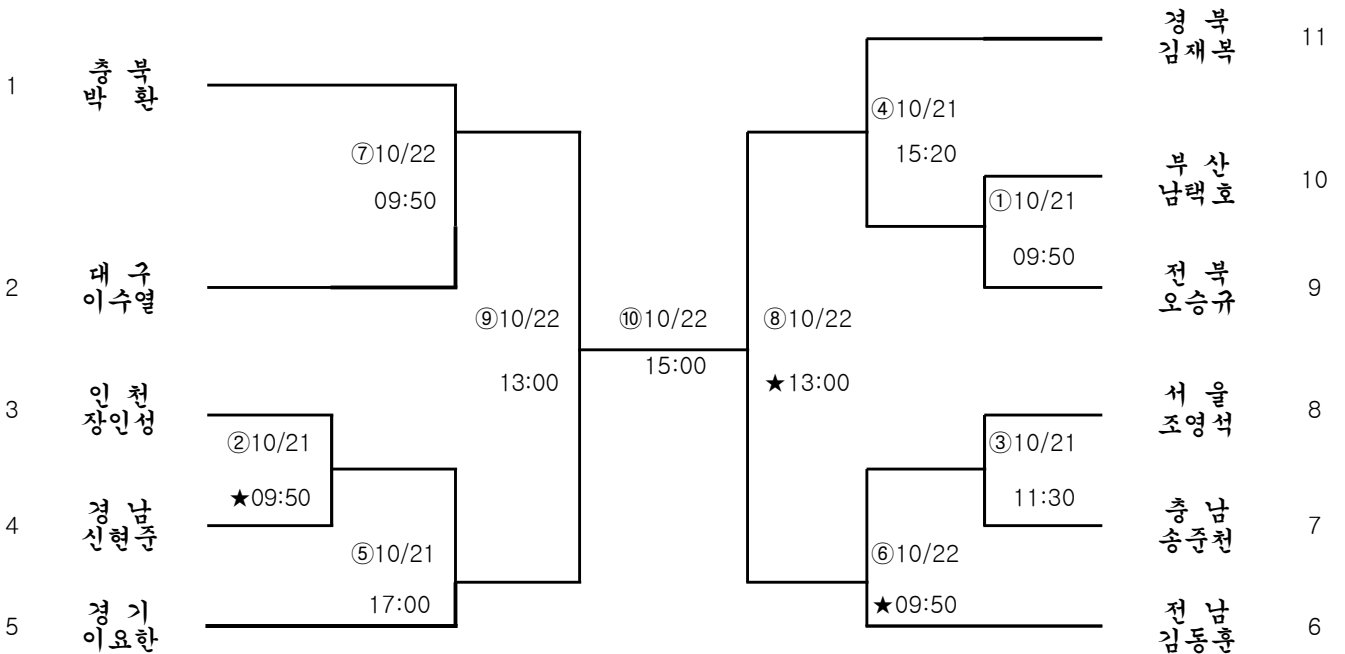 1
충 북
박 환
⑦10/22
09:50
2
대 구
이수열
3
인 천
장인성
②10/21
★09:50
4
경 남
신현준
⑤10/21
17:00
5
경 기
이요한
⑨10/22
13:00
⑩10/22
15:00
⑧10/22
★13:00
경 북
김재복
11
④10/21
15:20
부 산
남택호
10
①10/21
09:50
전 북
오승규
9
서 울
조영석
8
③10/21
11:30
충 남
송준천
7
⑥10/22
★09:50
전 남
김동훈
6